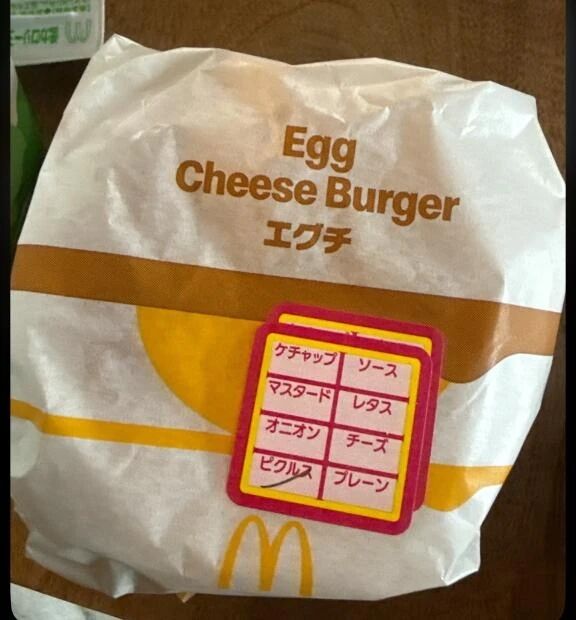 Egg
Cheese Burger
エグチ
ケチャップ ソース
マスタード レタス
オニオン チーズ
ピクルス プレーン